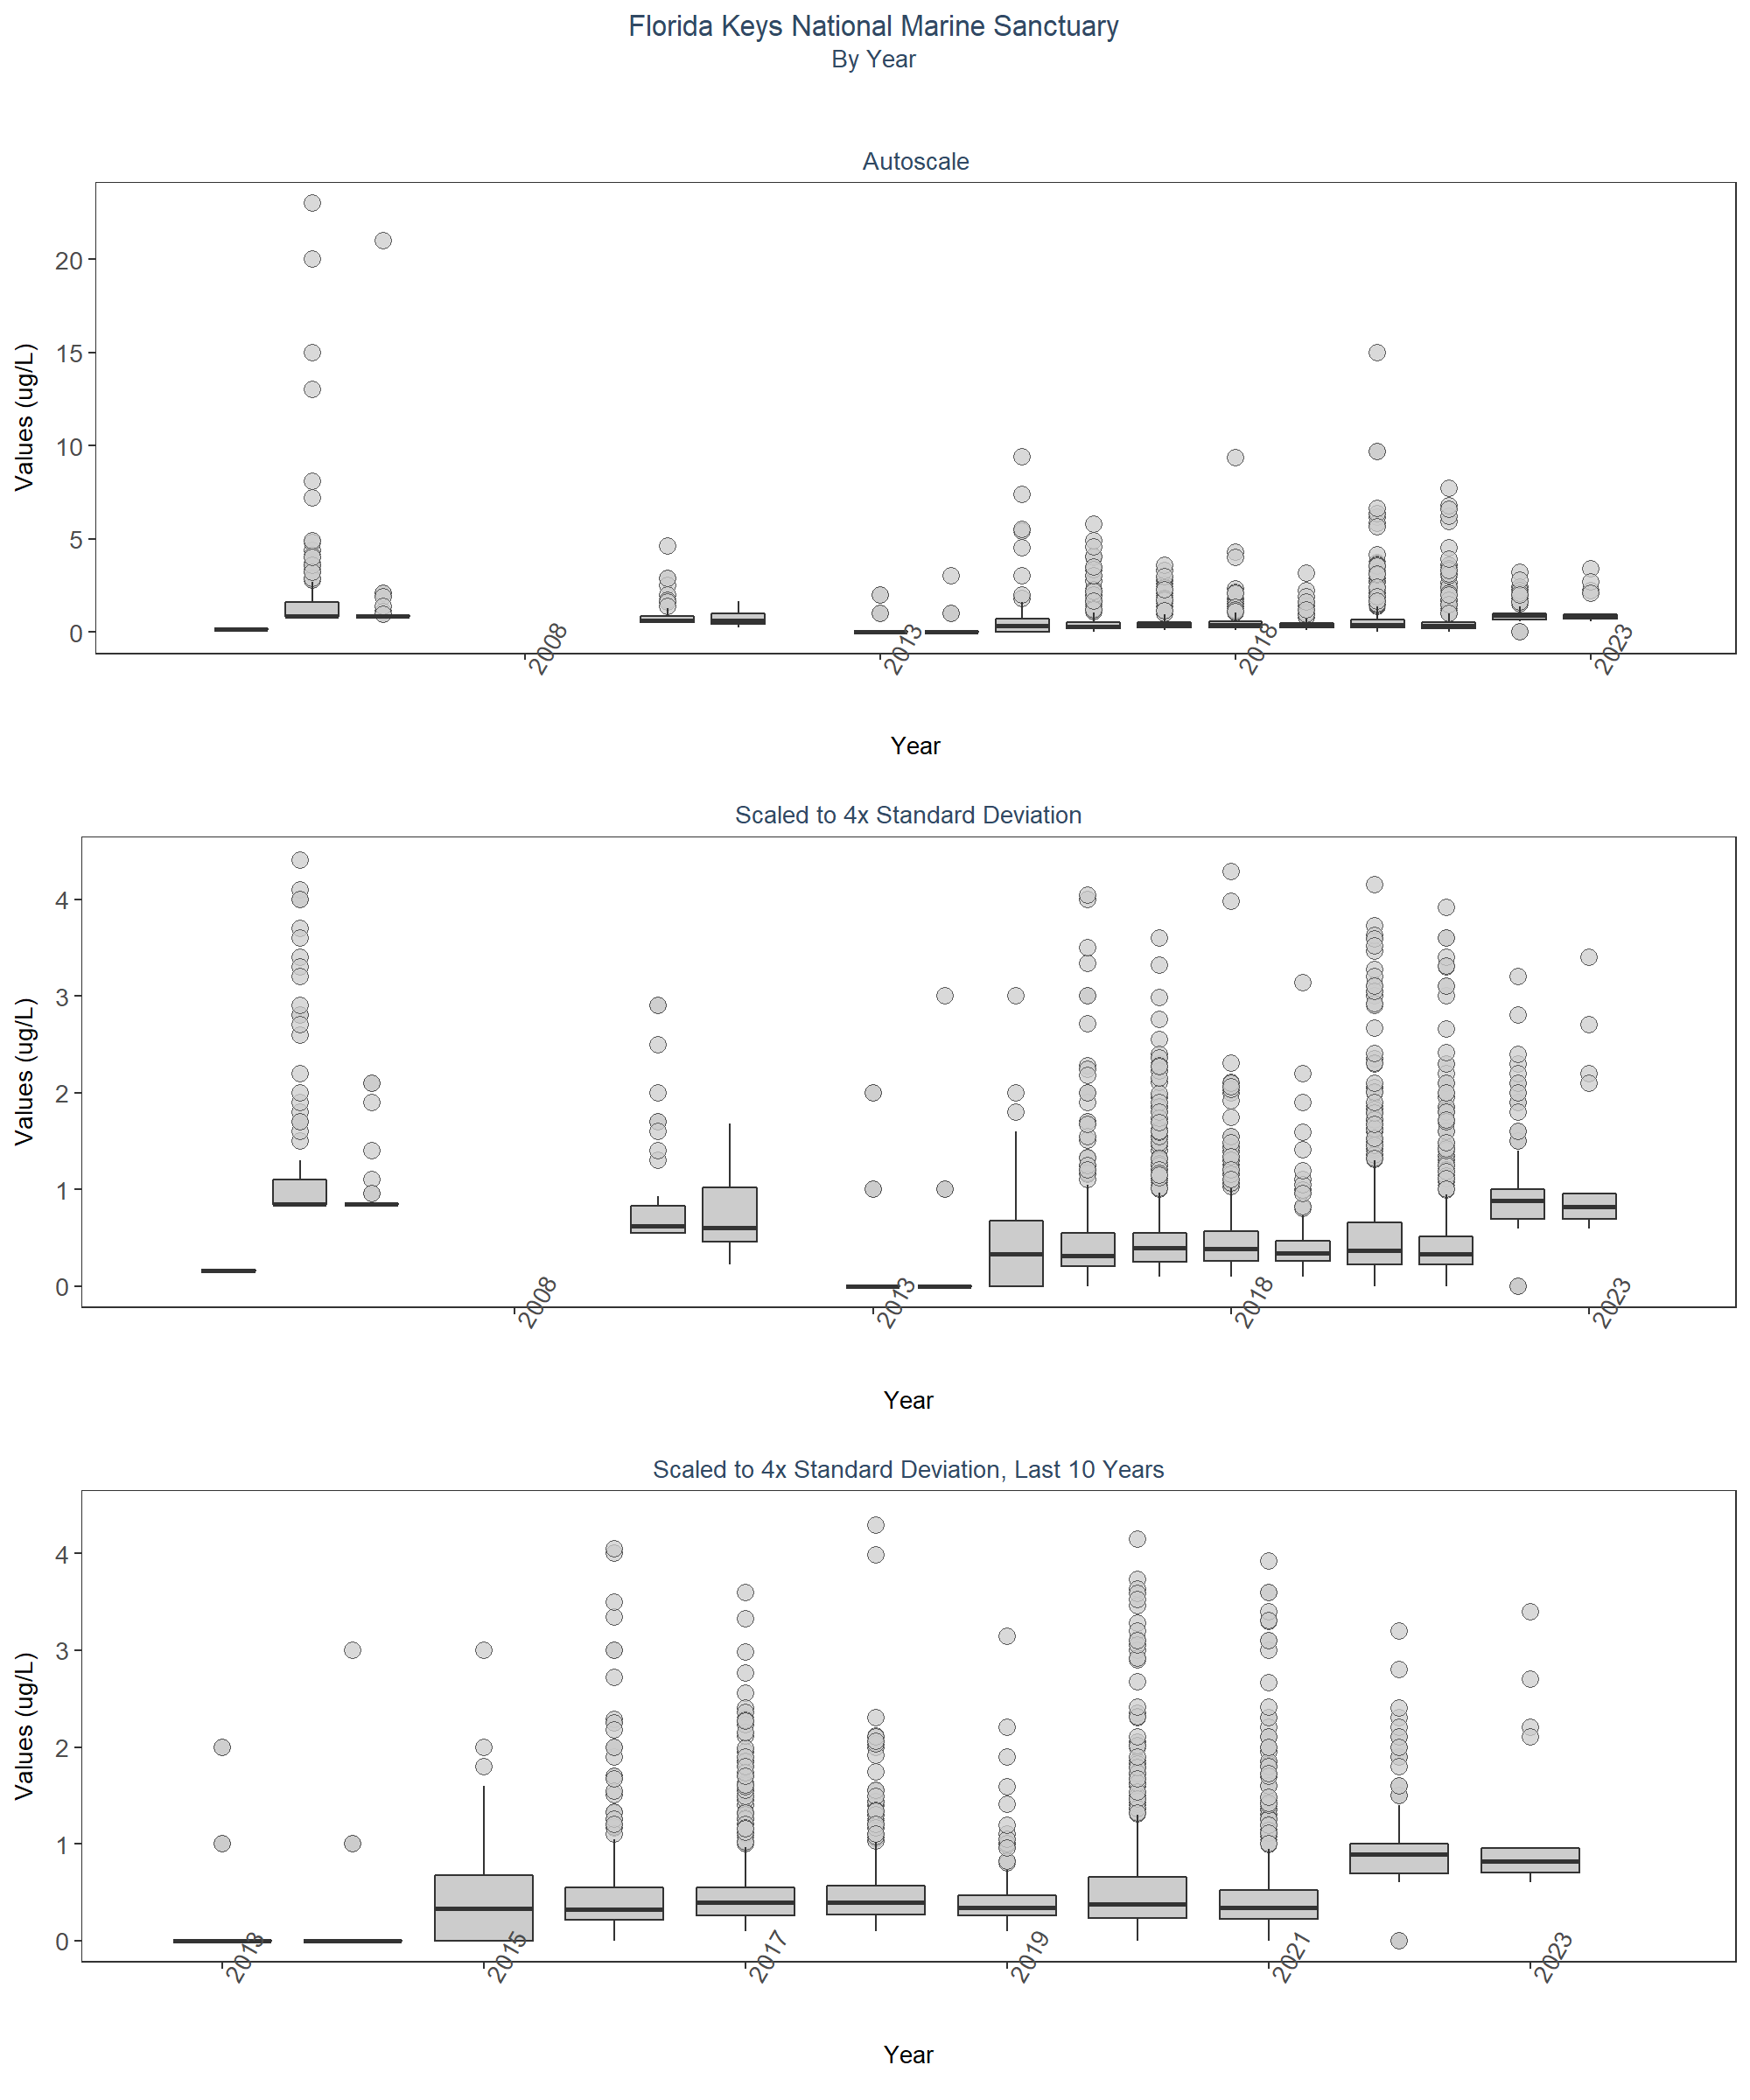 Florida Keys National Marine Sanctuary
By Year
Autoscale
Values (ug/L)
20
15
10
5
0
2008
2013
2018
2023
Year
Scaled to 4x Standard Deviation
Values (ug/L)
4
3
2
1
0
2008
2013
2018
2023
Year
Scaled to 4x Standard Deviation, Last 10 Years
Values (ug/L)
4
3
2
1
0
2013
2015
2017
2019
2021
2023
Year